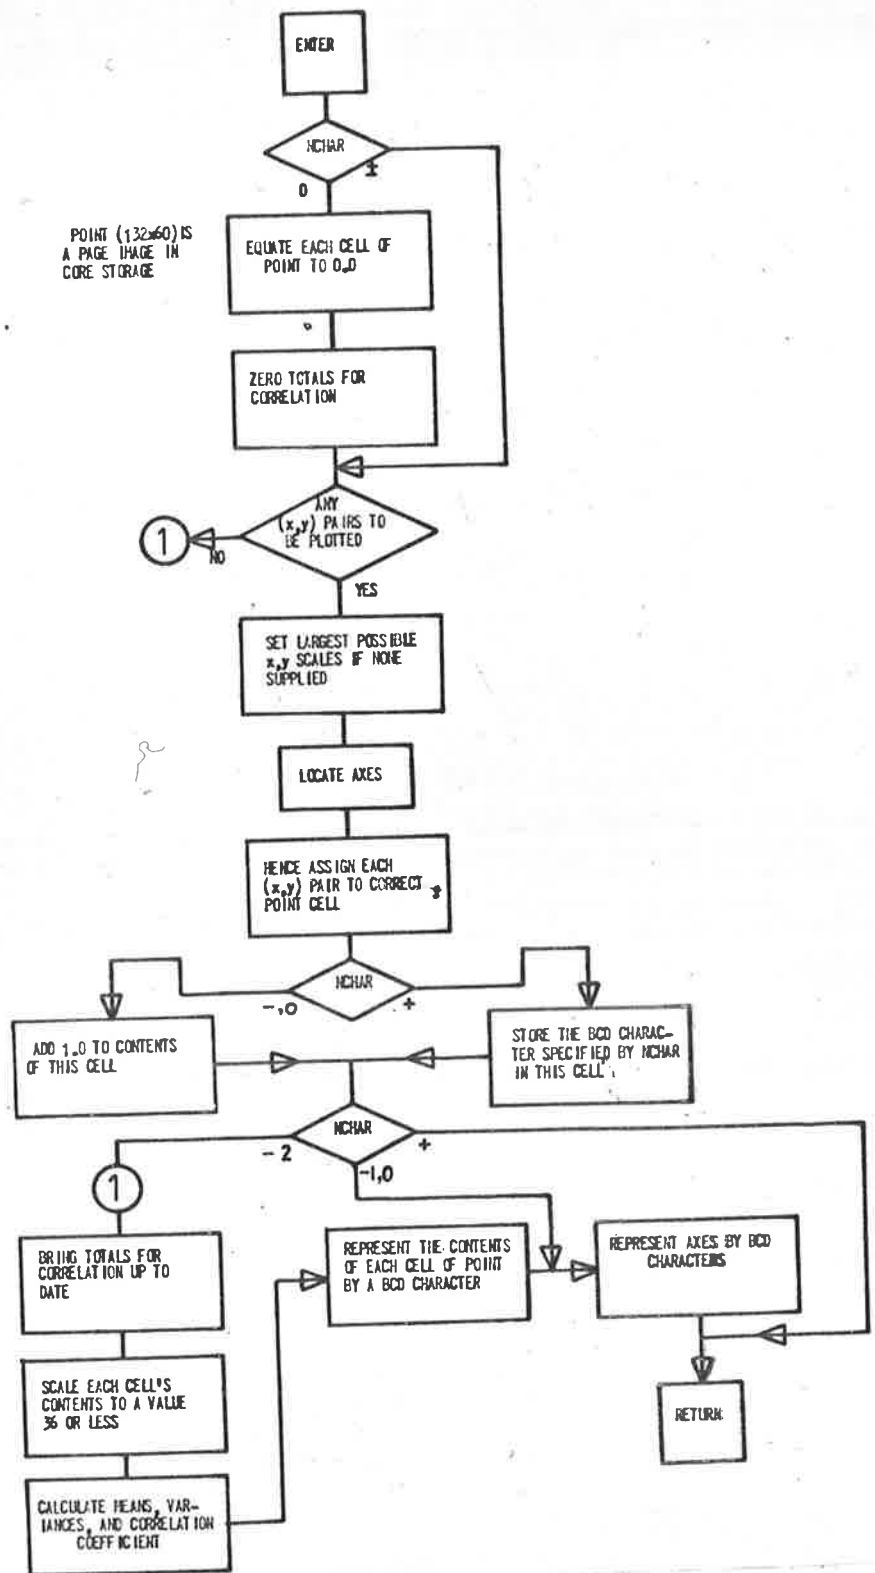 ENTER
NCHAR
±
0
POINT (132x60) IS
A PAGE IMAGE IN
CORE STORAGE
EQUATE EACH CELL OF
POINT TO 0.0
ZERO TOTALS FOR
CORRELATION
ANY
(x,y) PAIRS TO
BE PLOTTED
1
NO
YES
SET LARGEST POSSIBLE
x,y SCALES IF NONE
SUPPLIED
LOCATE AXES
HENCE ASSIGN EACH
(x,y) PAIR TO CORRECT
POINT CELL
NCHAR
-,0
+
ADD 1.0 TO CONTENTS
OF THIS CELL
STORE THE BCD CHARAC-
TER SPECIFIED BY NCHAR
IN THIS CELL
NCHAR
-2
-1,0
+
1
BRING TOTALS FOR
CORRELATION UP TO
DATE
REPRESENT THE CONTENTS
OF EACH CELL OF POINT
BY A BCD CHARACTER
REPRESENT AXES BY BCD
CHARACTERS
SCALE EACH CELL'S
CONTENTS TO A VALUE
36 OR LESS
RETURN
CALCULATE MEANS, VAR-
IANCES, AND CORRELATION
COEFFICIENT